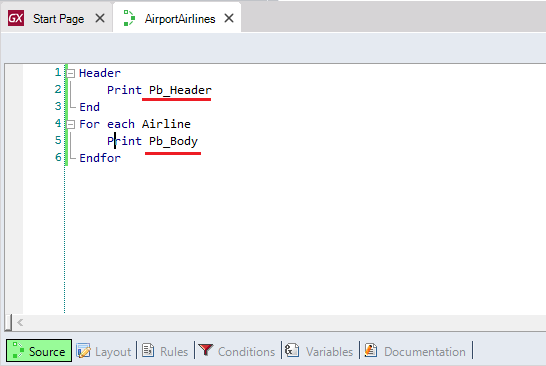 GX Start Page AirportAirlines
1 Header
2 Print Pb_Header
3 End
4 For each Airline
5 Print Pb_Body
6 Endfor
Source Layout Rules Conditions Variables Documentation